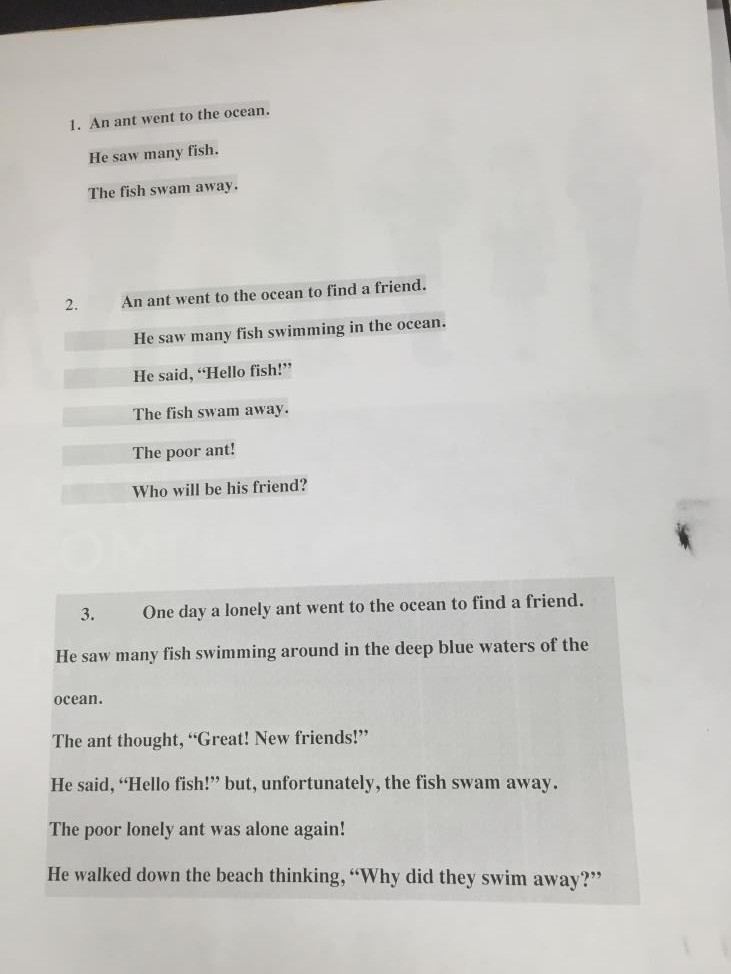 1. An ant went to the ocean.
He saw many fish.
The fish swam away.
2. An ant went to the ocean to find a friend.
He saw many fish swimming in the ocean.
He said, “Hello fish!”
The fish swam away.
The poor ant!
Who will be his friend?
3. One day a lonely ant went to the ocean to find a friend.
He saw many fish swimming around in the deep blue waters of the
ocean.
The ant thought, “Great! New friends!”
He said, “Hello fish!” but, unfortunately, the fish swam away.
The poor lonely ant was alone again!
He walked down the beach thinking, “Why did they swim away?”